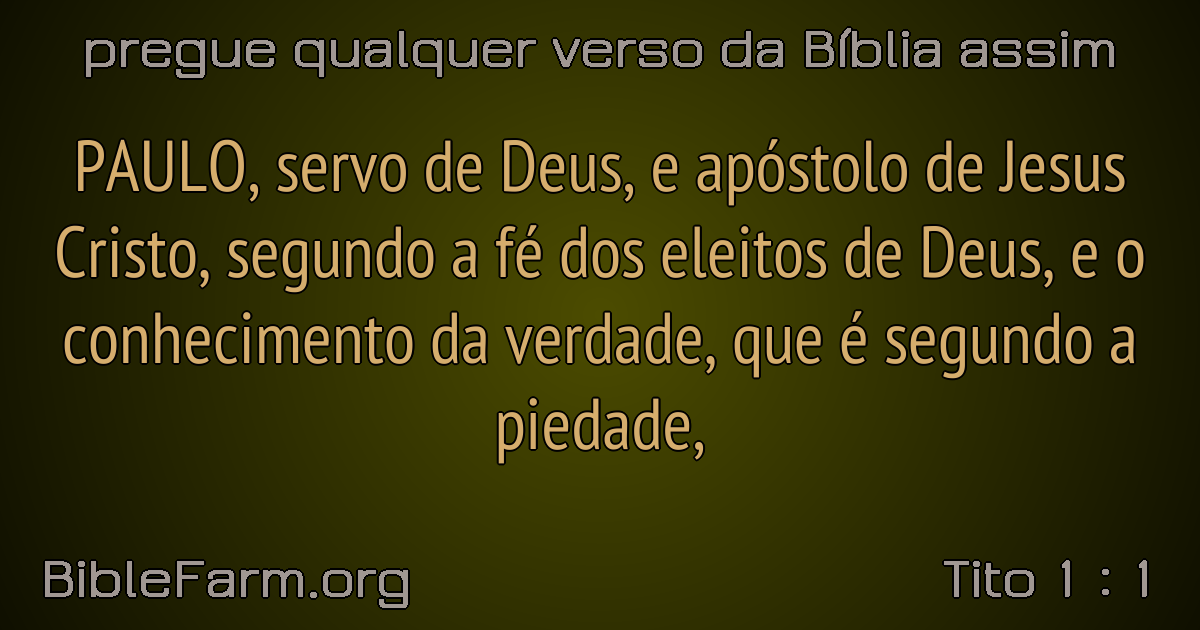 pregue qualquer verso da Bíblia assim
PAULO, servo de Deus, e apóstolo de Jesus
Cristo, segundo a fé dos eleitos de Deus, e o
conhecimento da verdade, que é segundo a
piedade,
BibleFarm.org
Tito 1 : 1